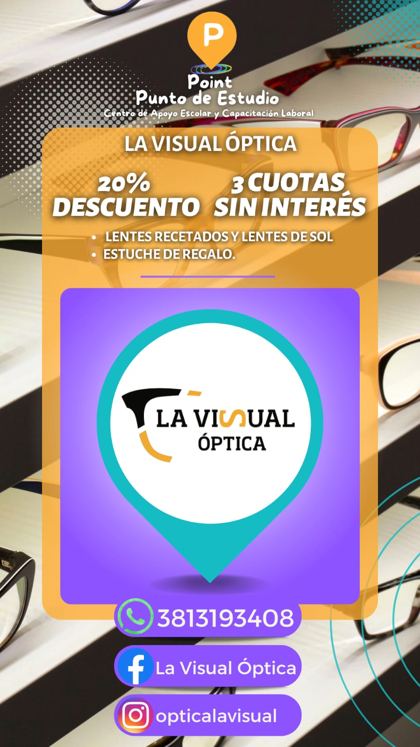 P
Point
Punto de Estudio
Centro de Apoyo Escolar y Capacitación Laboral
LA VISUAL ÓPTICA
20% DESCUENTO
3 CUOTAS SIN INTERÉS
• LENTES RECETADOS Y LENTES DE SOL
• ESTUCHE DE REGALO.
LA VISUAL
ÓPTICA
3813193408
La Visual Óptica
opticalavisual